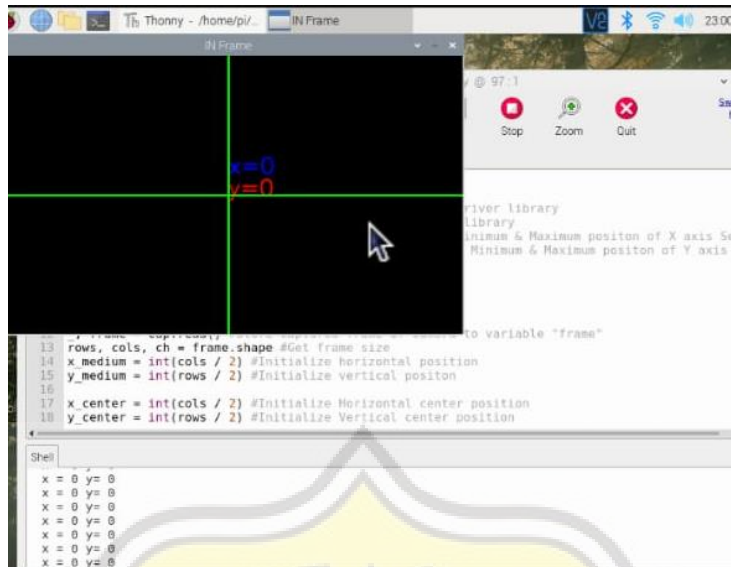 Thonny - /home/pi/.. IN Frame 23:00
IN Frame
y @ 97:1
Stop Zoom Quit
x=0
y=0
river library
library
inimum & Maximum positon of X axis Se
Minimum & Maximum positon of Y axis
to variable "frame"
13 rows, cols, ch = frame.shape #Get frame size
14 x_medium = int(cols / 2) #Initialize horizontal position
15 y_medium = int(rows / 2) #Initialize vertical positon
16
17 x_center = int(cols / 2) #Initialize Horizontal center position
18 y_center = int(rows / 2) #Initialize Vertical center position
Shell
x = 0 y= 0
x = 0 y= 0
x = 0 y= 0
x = 0 y= 0
x = 0 y= 0
x = 0 y= 0